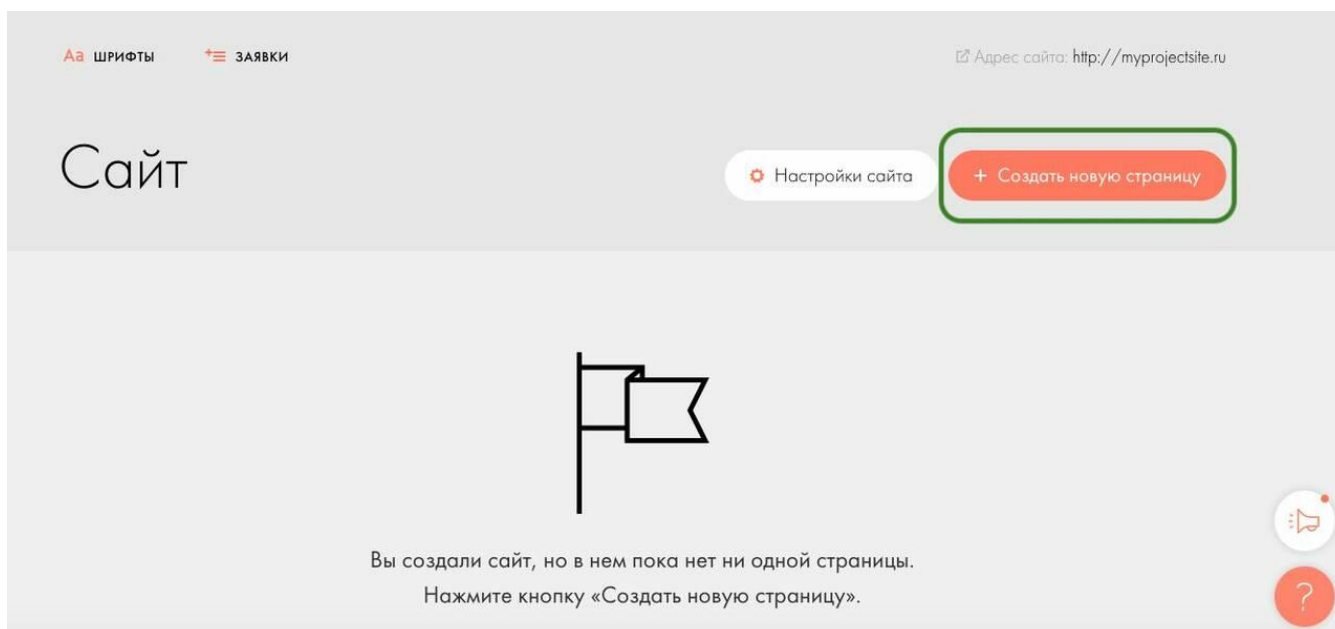 Aa ШРИФТЫ
ЗАЯВКИ
Адрес сайта: http://myprojectsite.ru
Сайт
Настройки сайта
+ Создать новую страницу
Вы создали сайт, но в нем пока нет ни одной страницы.
Нажмите кнопку «Создать новую страницу».
?